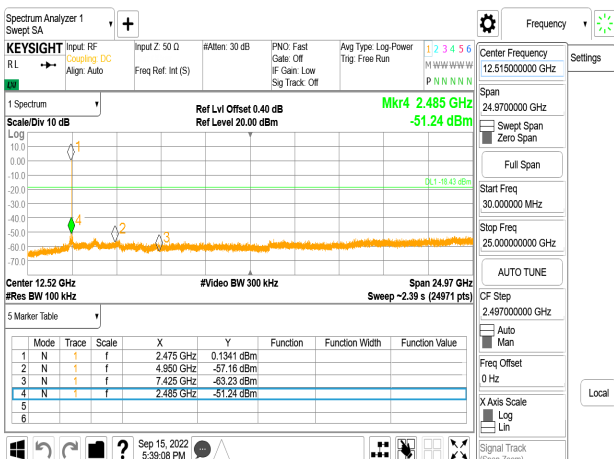 Spectrum Analyzer 1
Swept SA
Frequency
KEYSIGHT
Input: RF
Input Z: 50 Ω
#Atten: 30 dB
PNO: Fast
Avg Type: Log-Power
1 2 3 4 5 6
RL
Coupling: DC
Gate: Off
Trig: Free Run
M W W W W W
Align: Auto
Freq Ref: Int (S)
IF Gain: Low
Sig Track: Off
P N N N N N
Center Frequency
12.515000000 GHz
Settings
Span
24.9700000 GHz
Swept Span
Zero Span
Full Span
Start Freq
30.000000 MHz
Stop Freq
25.000000000 GHz
AUTO TUNE
CF Step
2.497000000 GHz
Auto
Man
Freq Offset
0 Hz
X Axis Scale
Log
Lin
Signal Track
Local
1 Spectrum
Ref Lvl Offset 0.40 dB
Mkr4 2.485 GHz
Scale/Div 10 dB
Ref Level 20.00 dBm
-51.24 dBm
Log
10.0
0.00
-10.0
-20.0
-30.0
-40.0
-50.0
-60.0
-70.0
1
2
3
4
DL1 -18.43 dBm
Center 12.52 GHz
#Video BW 300 kHz
Span 24.97 GHz
#Res BW 100 kHz
Sweep ~2.39 s (24971 pts)
5 Marker Table
Mode Trace Scale X Y Function Function Width Function Value
1 N 1 f 2.475 GHz 0.1341 dBm
2 N 1 f 4.950 GHz -57.16 dBm
3 N 1 f 7.425 GHz -63.23 dBm
4 N 1 f 2.485 GHz -51.24 dBm
5
6
?
Sep 15, 2022
5:39:08 PM